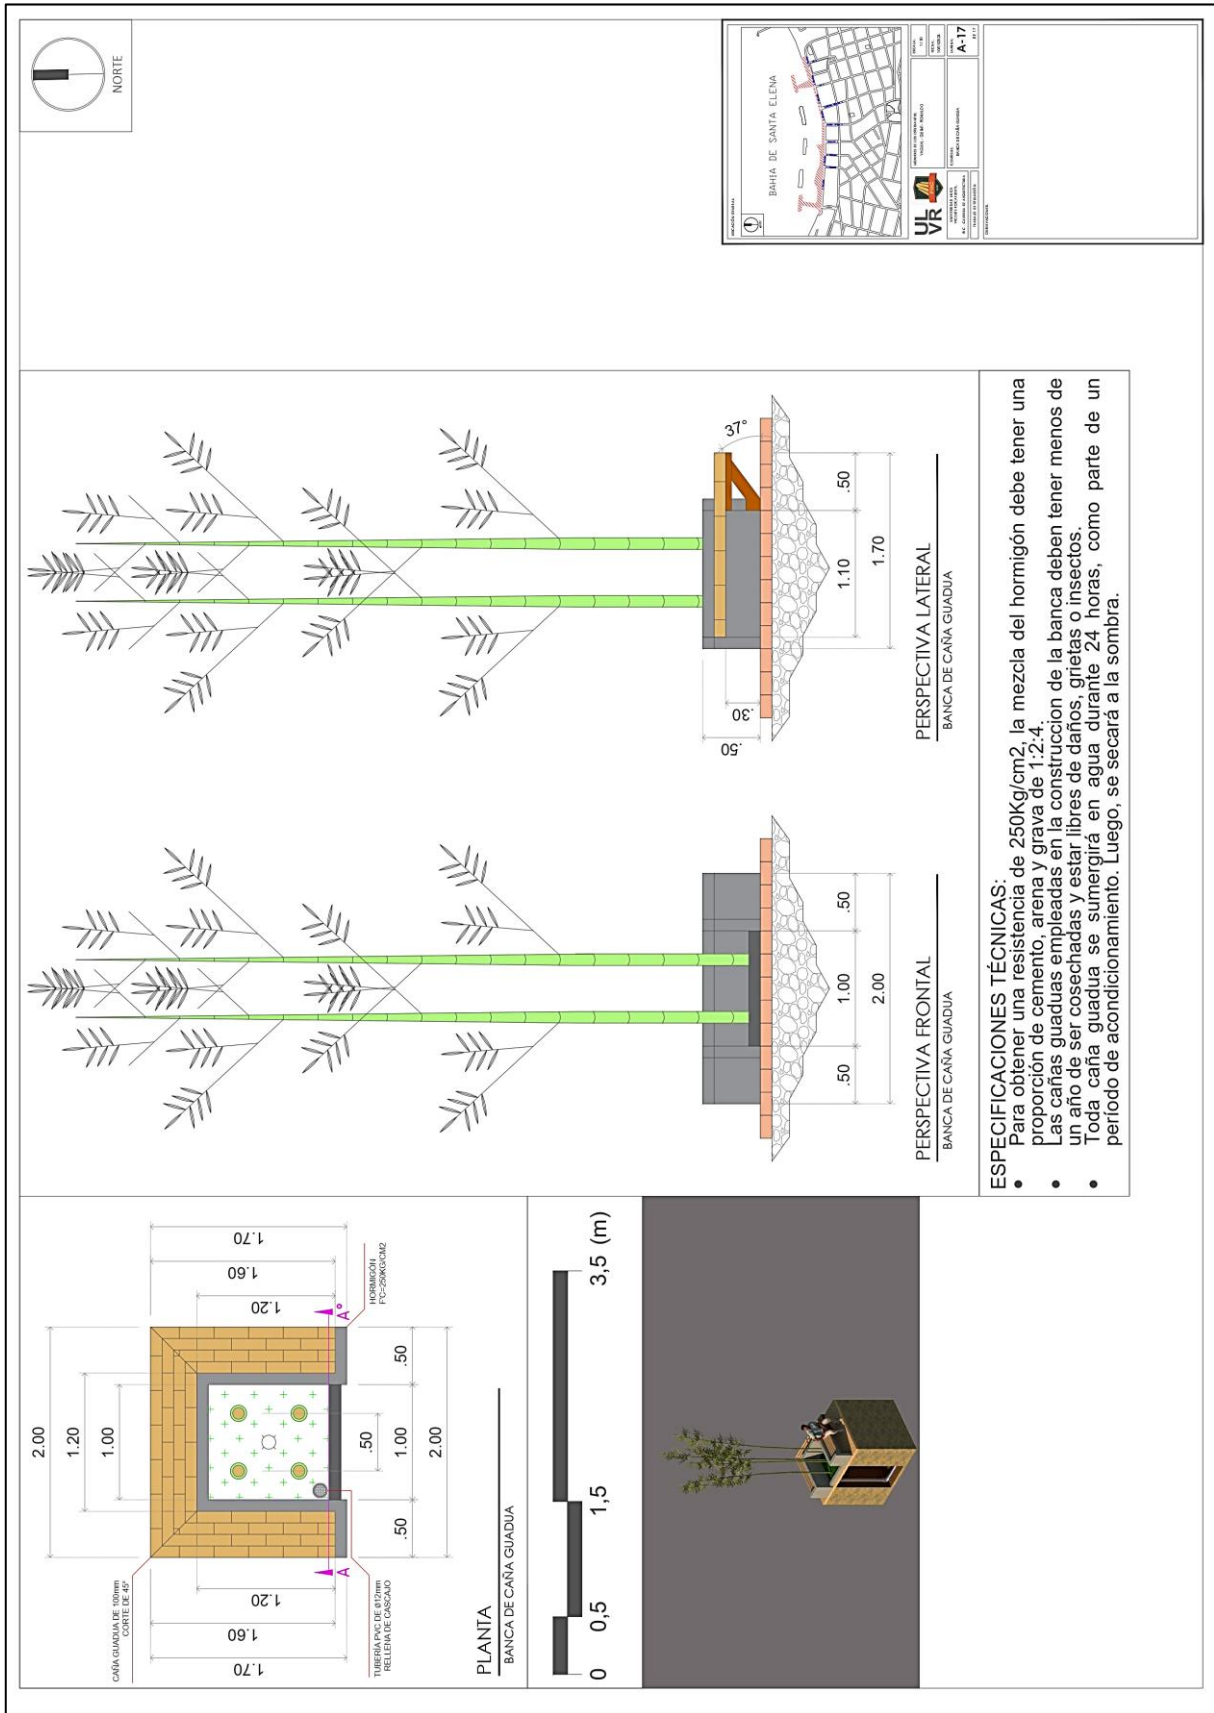 NORTE
2.00
1.20
1.00
1.70
1.60
1.20
1.20
1.60
1.70
.50
.50
1.00
.50
2.00
A
A°
CAÑA GUADUA DE 100mm
CORTE DE 45°
TUBERÍA PVC DE Ø12mm
RELLENA DE CASCAJO
HORMIGÓN
F'C=250KG/CM2
PLANTA
BANCA DE CAÑA GUADUA
0
0,5
1,5
3,5 (m)
.50
1.00
.50
2.00
PERSPECTIVA FRONTAL
BANCA DE CAÑA GUADUA
.50
.30
37°
1.10
.50
1.70
PERSPECTIVA LATERAL
BANCA DE CAÑA GUADUA
ESPECIFICACIONES TÉCNICAS:
• Para obtener una resistencia de 250Kg/cm2, la mezcla del hormigón debe tener una
proporción de cemento, arena y grava de 1:2:4.
• Las cañas guaduas empleadas en la construccion de la banca deben tener menos de
un año de ser cosechadas y estar libres de daños, grietas o insectos.
• Toda caña guadua se sumergirá en agua durante 24 horas, como parte de un
período de acondicionamiento. Luego, se secará a la sombra.
BAHIA DE SANTA ELENA
UL
VR
A-17